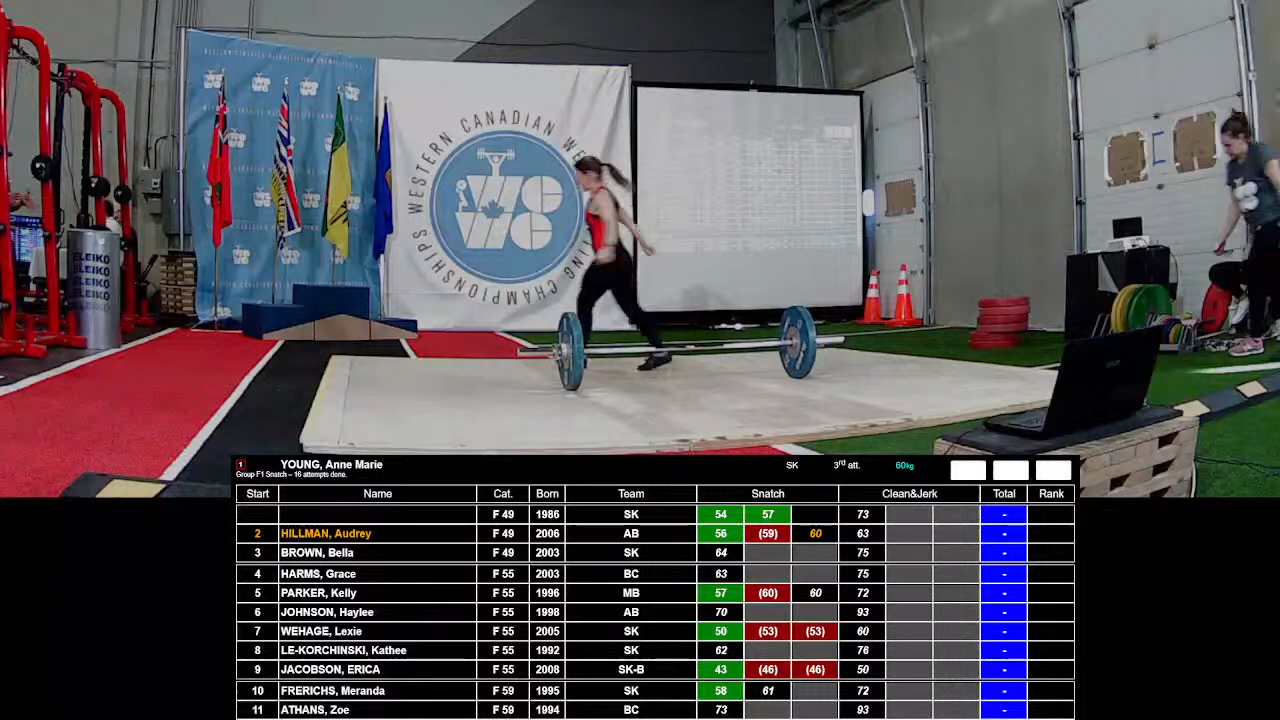 WESTERN CANADIAN WE
TING CHAMPIONSHIPS
WC
WC
ELEIKO
ELEIKO
ELEIKO
ELEIKO
1 YOUNG, Anne Marie SK 3rd att. 60kg
Group F1 Snatch – 16 attempts done.
Start Name Cat. Born Team Snatch Clean&Jerk Total Rank
F 49 1986 SK 54 57 73 -
2 HILLMAN, Audrey F 49 2006 AB 56 (59) 60 63 -
3 BROWN, Bella F 49 2003 SK 64 75 -
4 HARMS, Grace F 55 2003 BC 63 75 -
5 PARKER, Kelly F 55 1996 MB 57 (60) 60 72 -
6 JOHNSON, Haylee F 55 1998 AB 70 93 -
7 WEHAGE, Lexie F 55 2005 SK 50 (53) (53) 60 -
8 LE-KORCHINSKI, Kathee F 55 1992 SK 62 76 -
9 JACOBSON, ERICA F 55 2008 SK-B 43 (46) (46) 50 -
10 FRERICHS, Meranda F 59 1995 SK 58 61 72 -
11 ATHANS, Zoe F 59 1994 BC 73 93 -